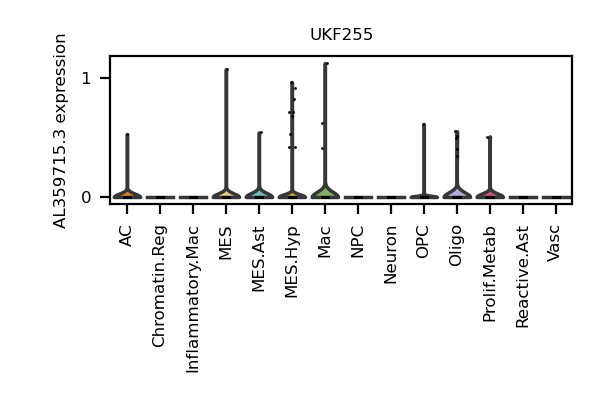 UKF255
AL359715.3 expression
1
0
AC
Chromatin.Reg
Inflammatory.Mac
MES
MES.Ast
MES.Hyp
Mac
NPC
Neuron
OPC
Oligo
Prolif.Metab
Reactive.Ast
Vasc